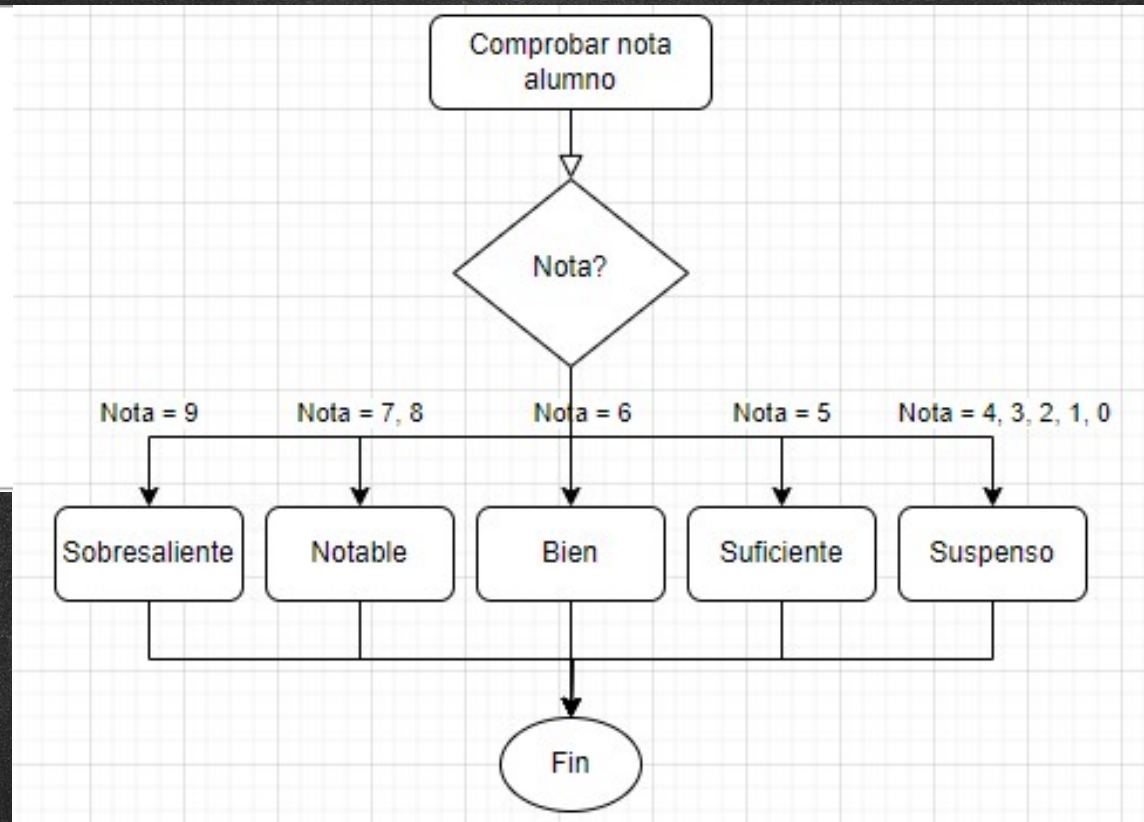 Comprobar nota
alumno
Nota?
Nota = 9
Nota = 7, 8
Nota = 6
Nota = 5
Nota = 4, 3, 2, 1, 0
Sobresaliente
Notable
Bien
Suficiente
Suspenso
Fin